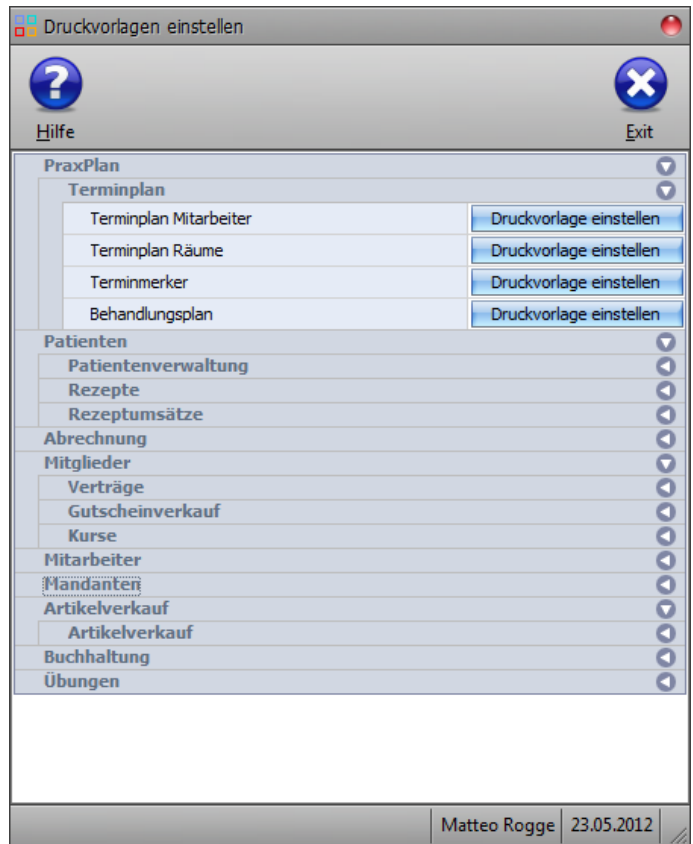 Druckvorlagen einstellen
Hilfe
Exit
PraxPlan
Terminplan
Terminplan Mitarbeiter Druckvorlage einstellen
Terminplan Räume Druckvorlage einstellen
Terminmerker Druckvorlage einstellen
Behandlungsplan Druckvorlage einstellen
Patienten
Patientenverwaltung
Rezepte
Rezeptumsätze
Abrechnung
Mitglieder
Verträge
Gutscheinverkauf
Kurse
Mitarbeiter
Mandanten
Artikelverkauf
Artikelverkauf
Buchhaltung
Übungen
Matteo Rogge 23.05.2012